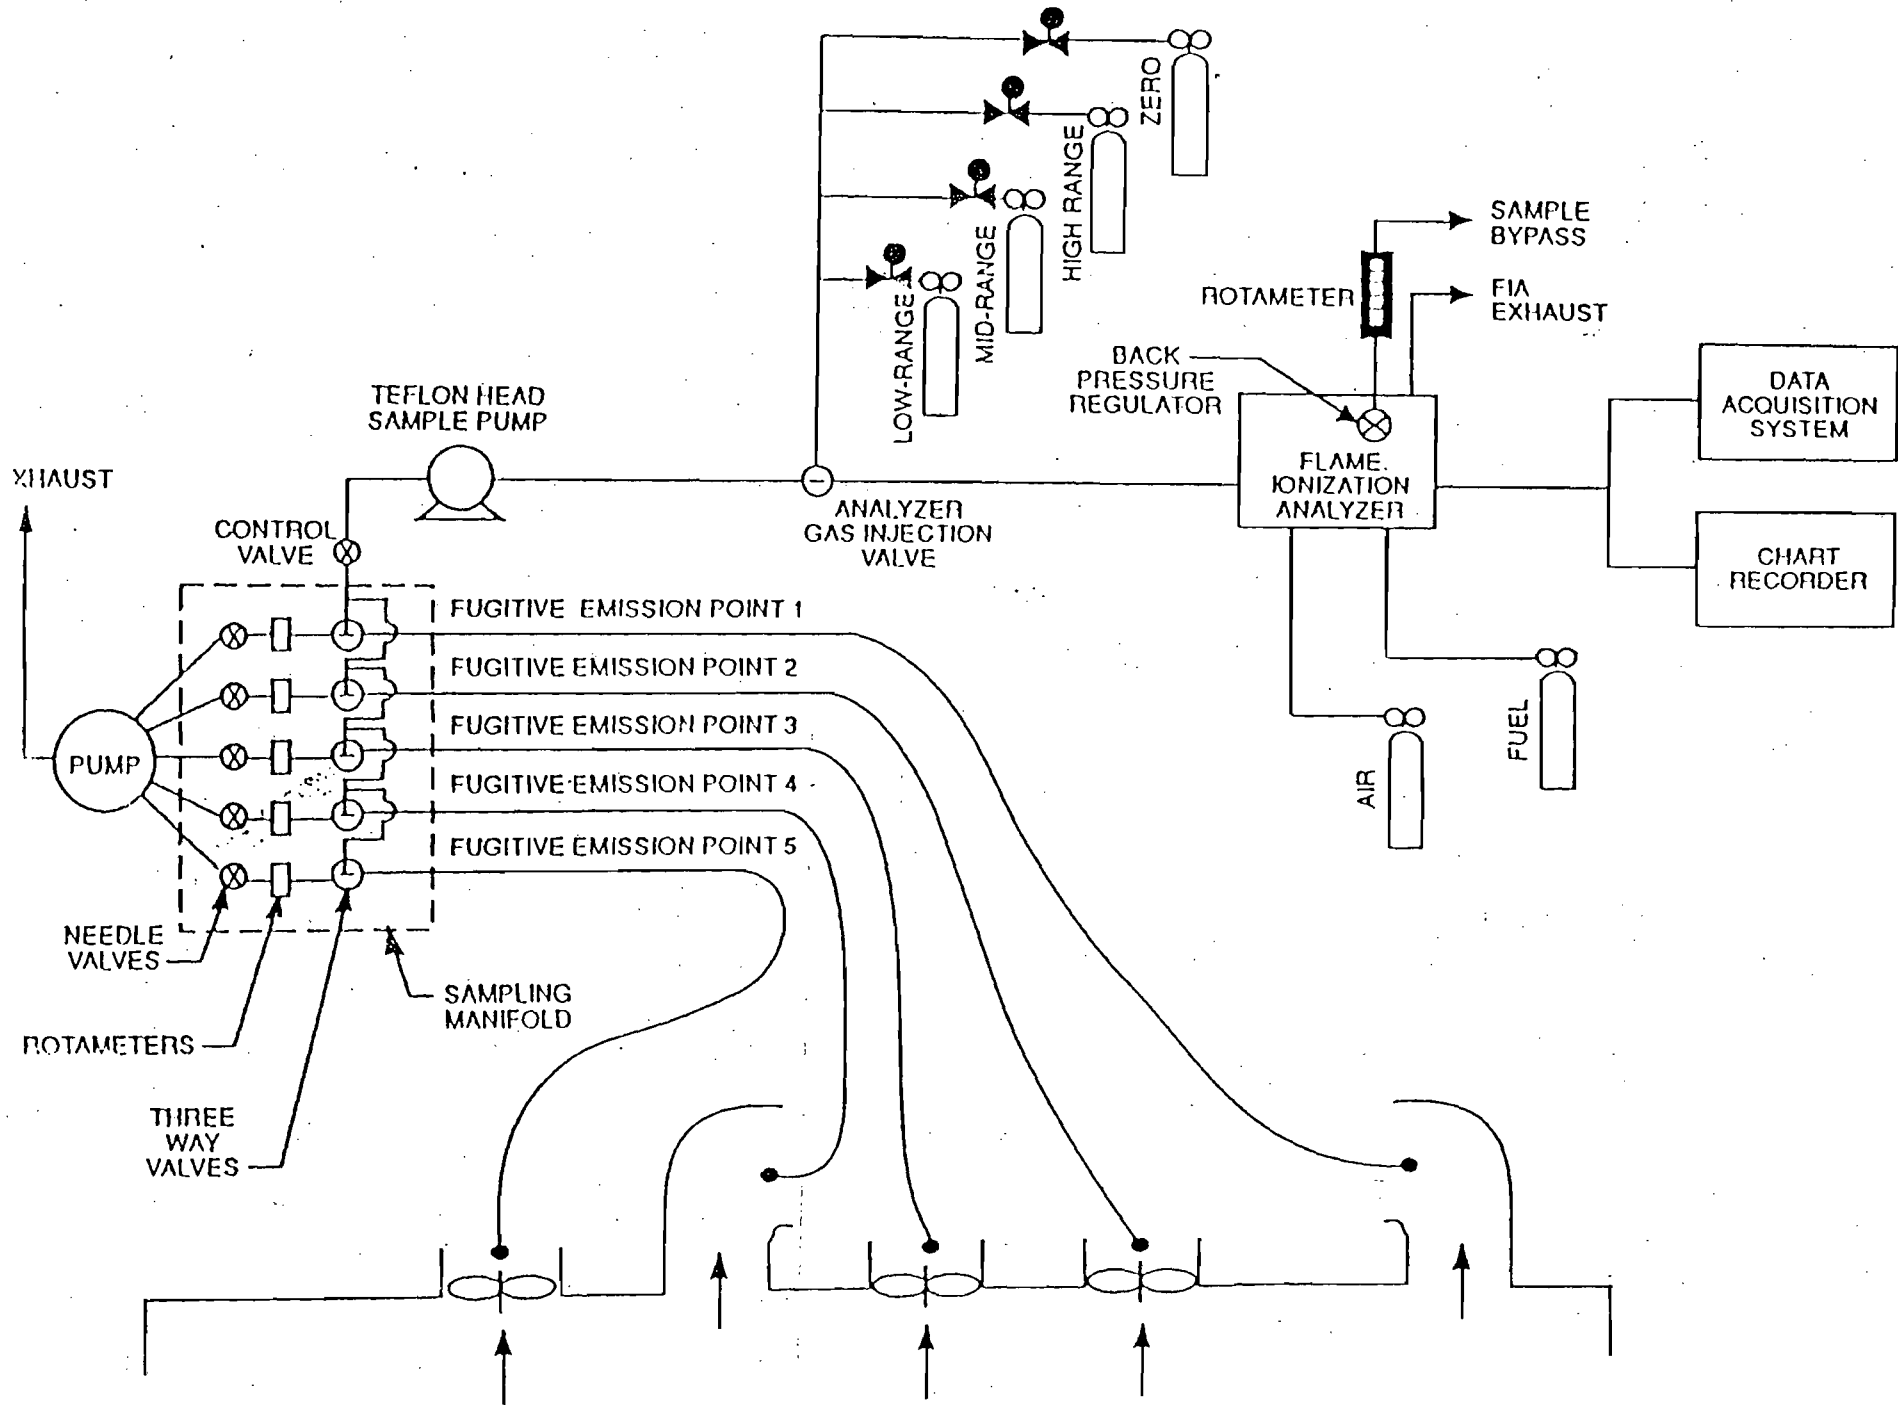 ZERO
HIGH RANGE
MID-RANGE
LOW-RANGE
SAMPLE
BYPASS
ROTAMETER
FIA
EXHAUST
BACK
PRESSURE
REGULATOR
DATA
ACQUISITION
SYSTEM
TEFLON HEAD
SAMPLE PUMP
FLAME
IONIZATION
ANALYZER
XHAUST
ANALYZER
GAS INJECTION
VALVE
CONTROL
VALVE
CHART
RECORDER
FUGITIVE EMISSION POINT 1
FUGITIVE EMISSION POINT 2
FUGITIVE EMISSION POINT 3
FUGITIVE EMISSION POINT 4
FUGITIVE EMISSION POINT 5
PUMP
FUEL
AIR
NEEDLE
VALVES
SAMPLING
MANIFOLD
ROTAMETERS
THREE
WAY
VALVES